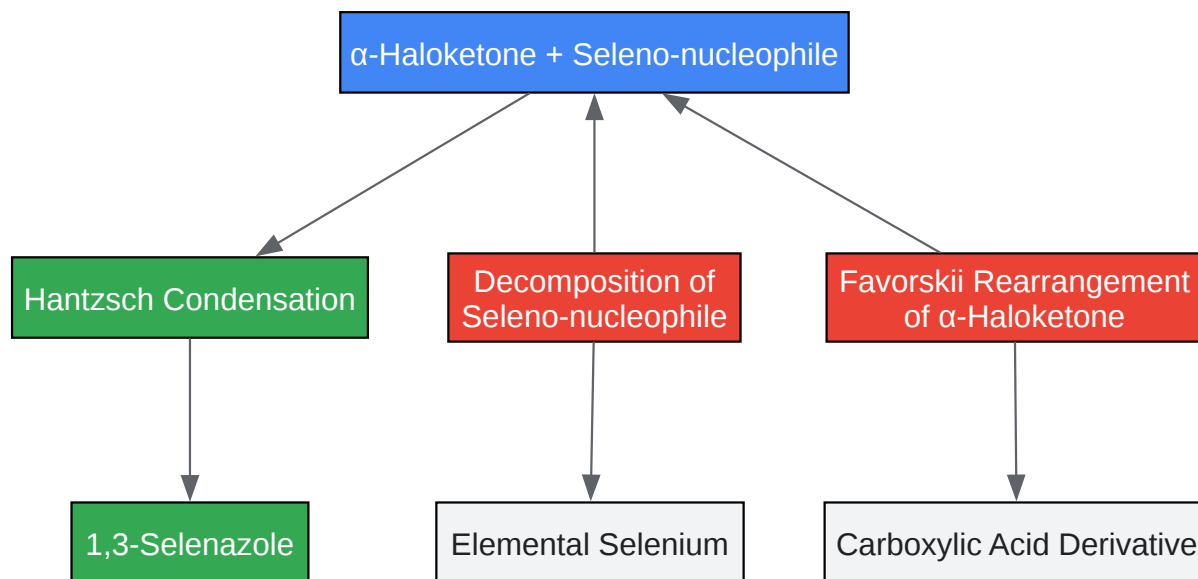 α-Haloketone + Seleno-nucleophile
Hantzsch Condensation
Decomposition of
Seleno-nucleophile
Favorskii Rearrangement
of α-Haloketone
1,3-Selenazole
Elemental Selenium
Carboxylic Acid Derivative